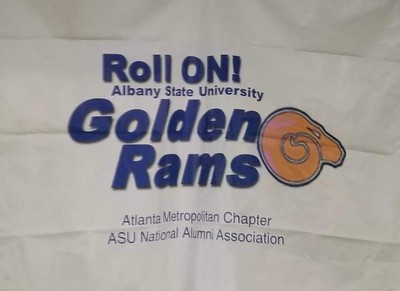 Roll ON!
Albany State University
Golden
Rams
Atlanta Metropolitan Chapter
ASU National Alumni Association